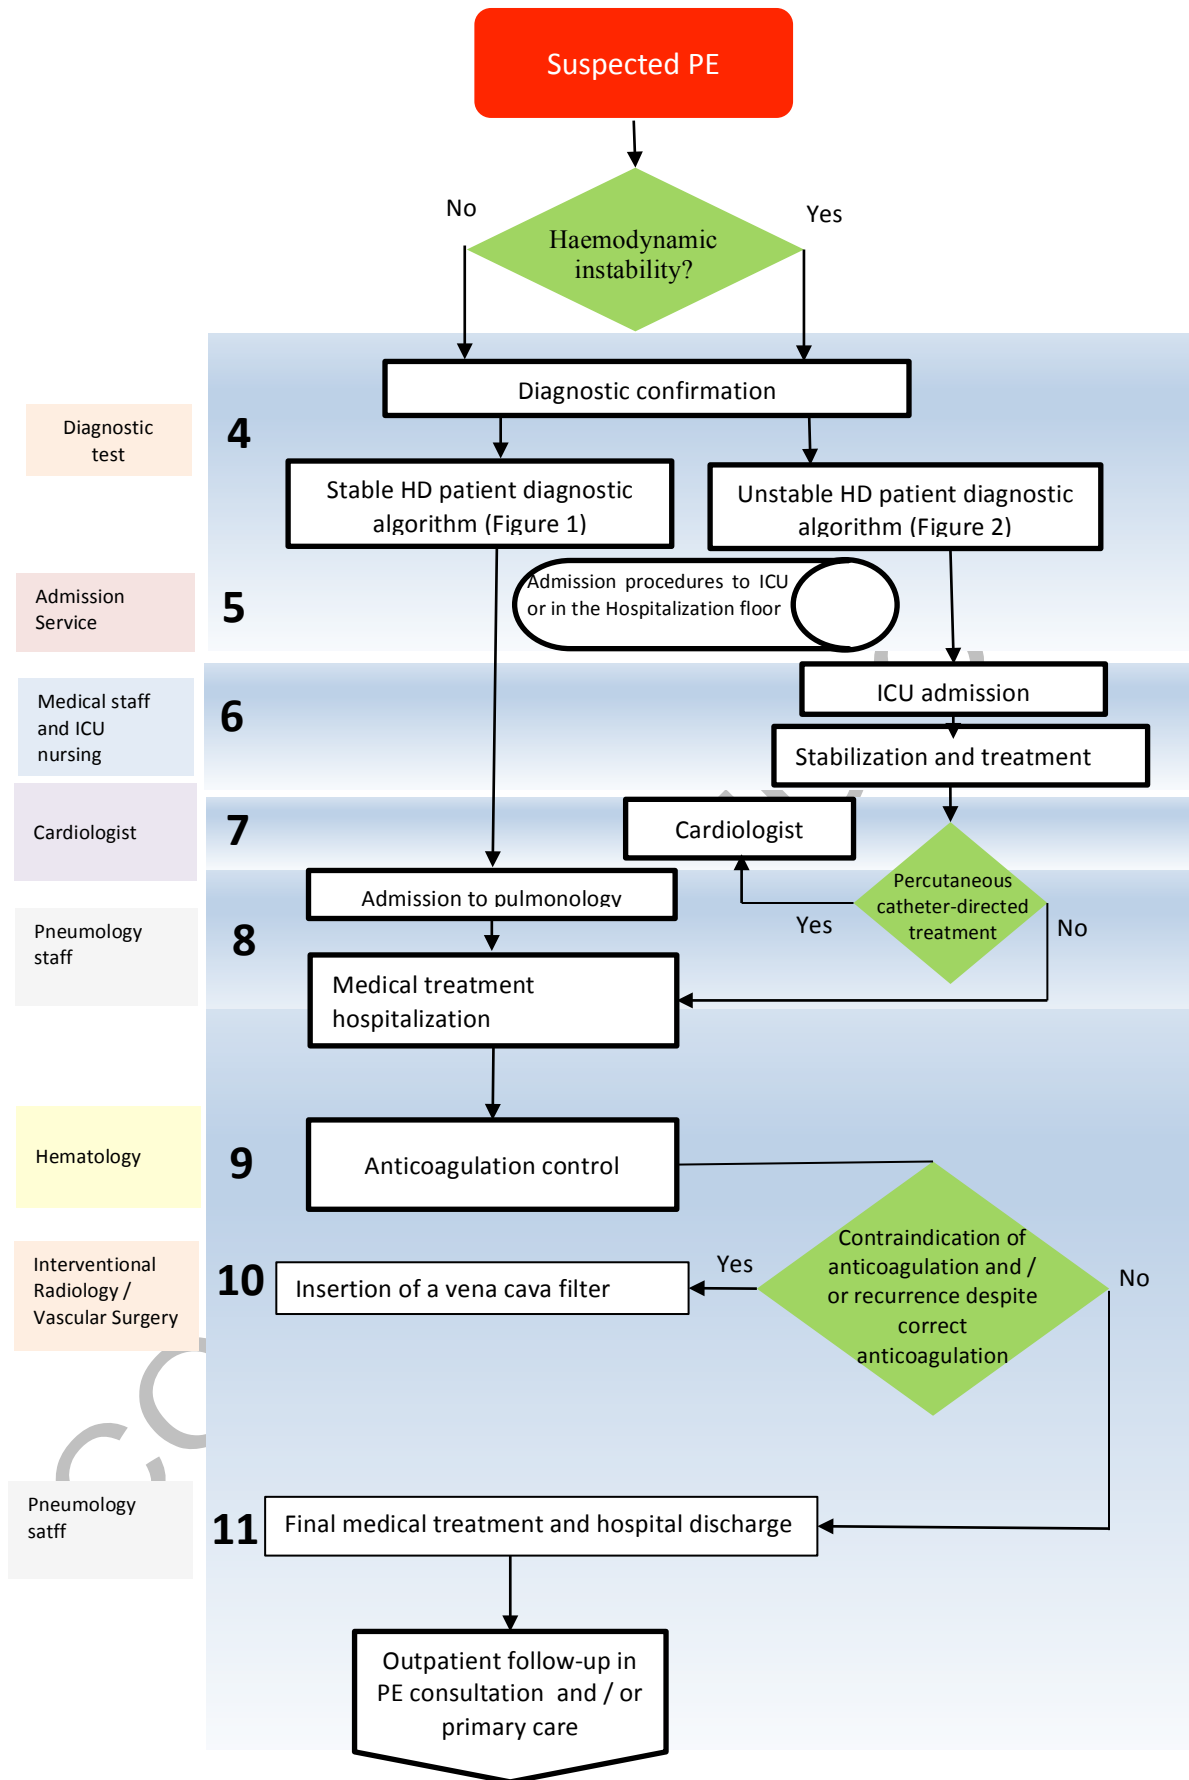 Suspected PE
No
Yes
Haemodynamic
instability?
Diagnostic confirmation
Diagnostic
test
4
Stable HD patient diagnostic
algorithm (Figure 1)
Unstable HD patient diagnostic
algorithm (Figure 2)
Admission
Service
5
Admission procedures to ICU
or in the Hospitalization floor
Medical staff
and ICU
nursing
6
ICU admission
Stabilization and treatment
Cardiologist
7
Cardiologist
Percutaneous
catheter-directed
treatment
Yes
No
Admission to pulmonology
Pneumology
staff
8
Medical treatment
hospitalization
Hematology
9
Anticoagulation control
Contraindication of
anticoagulation and /
or recurrence despite
correct
anticoagulation
Yes
No
Interventional
Radiology /
Vascular Surgery
10
Insertion of a vena cava filter
Pneumology
satff
11
Final medical treatment and hospital discharge
Outpatient follow-up in
PE consultation and / or
primary care